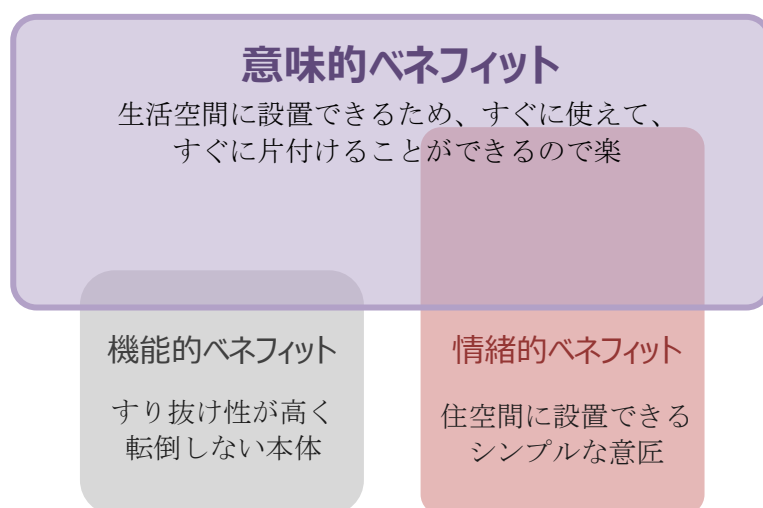 意味的ベネフィット
生活空間に設置できるため、すぐに使えて、
すぐに片付けることができるので楽
機能的ベネフィット
すり抜け性が高く
転倒しない本体
情緒的ベネフィット
住空間に設置できる
シンプルな意匠